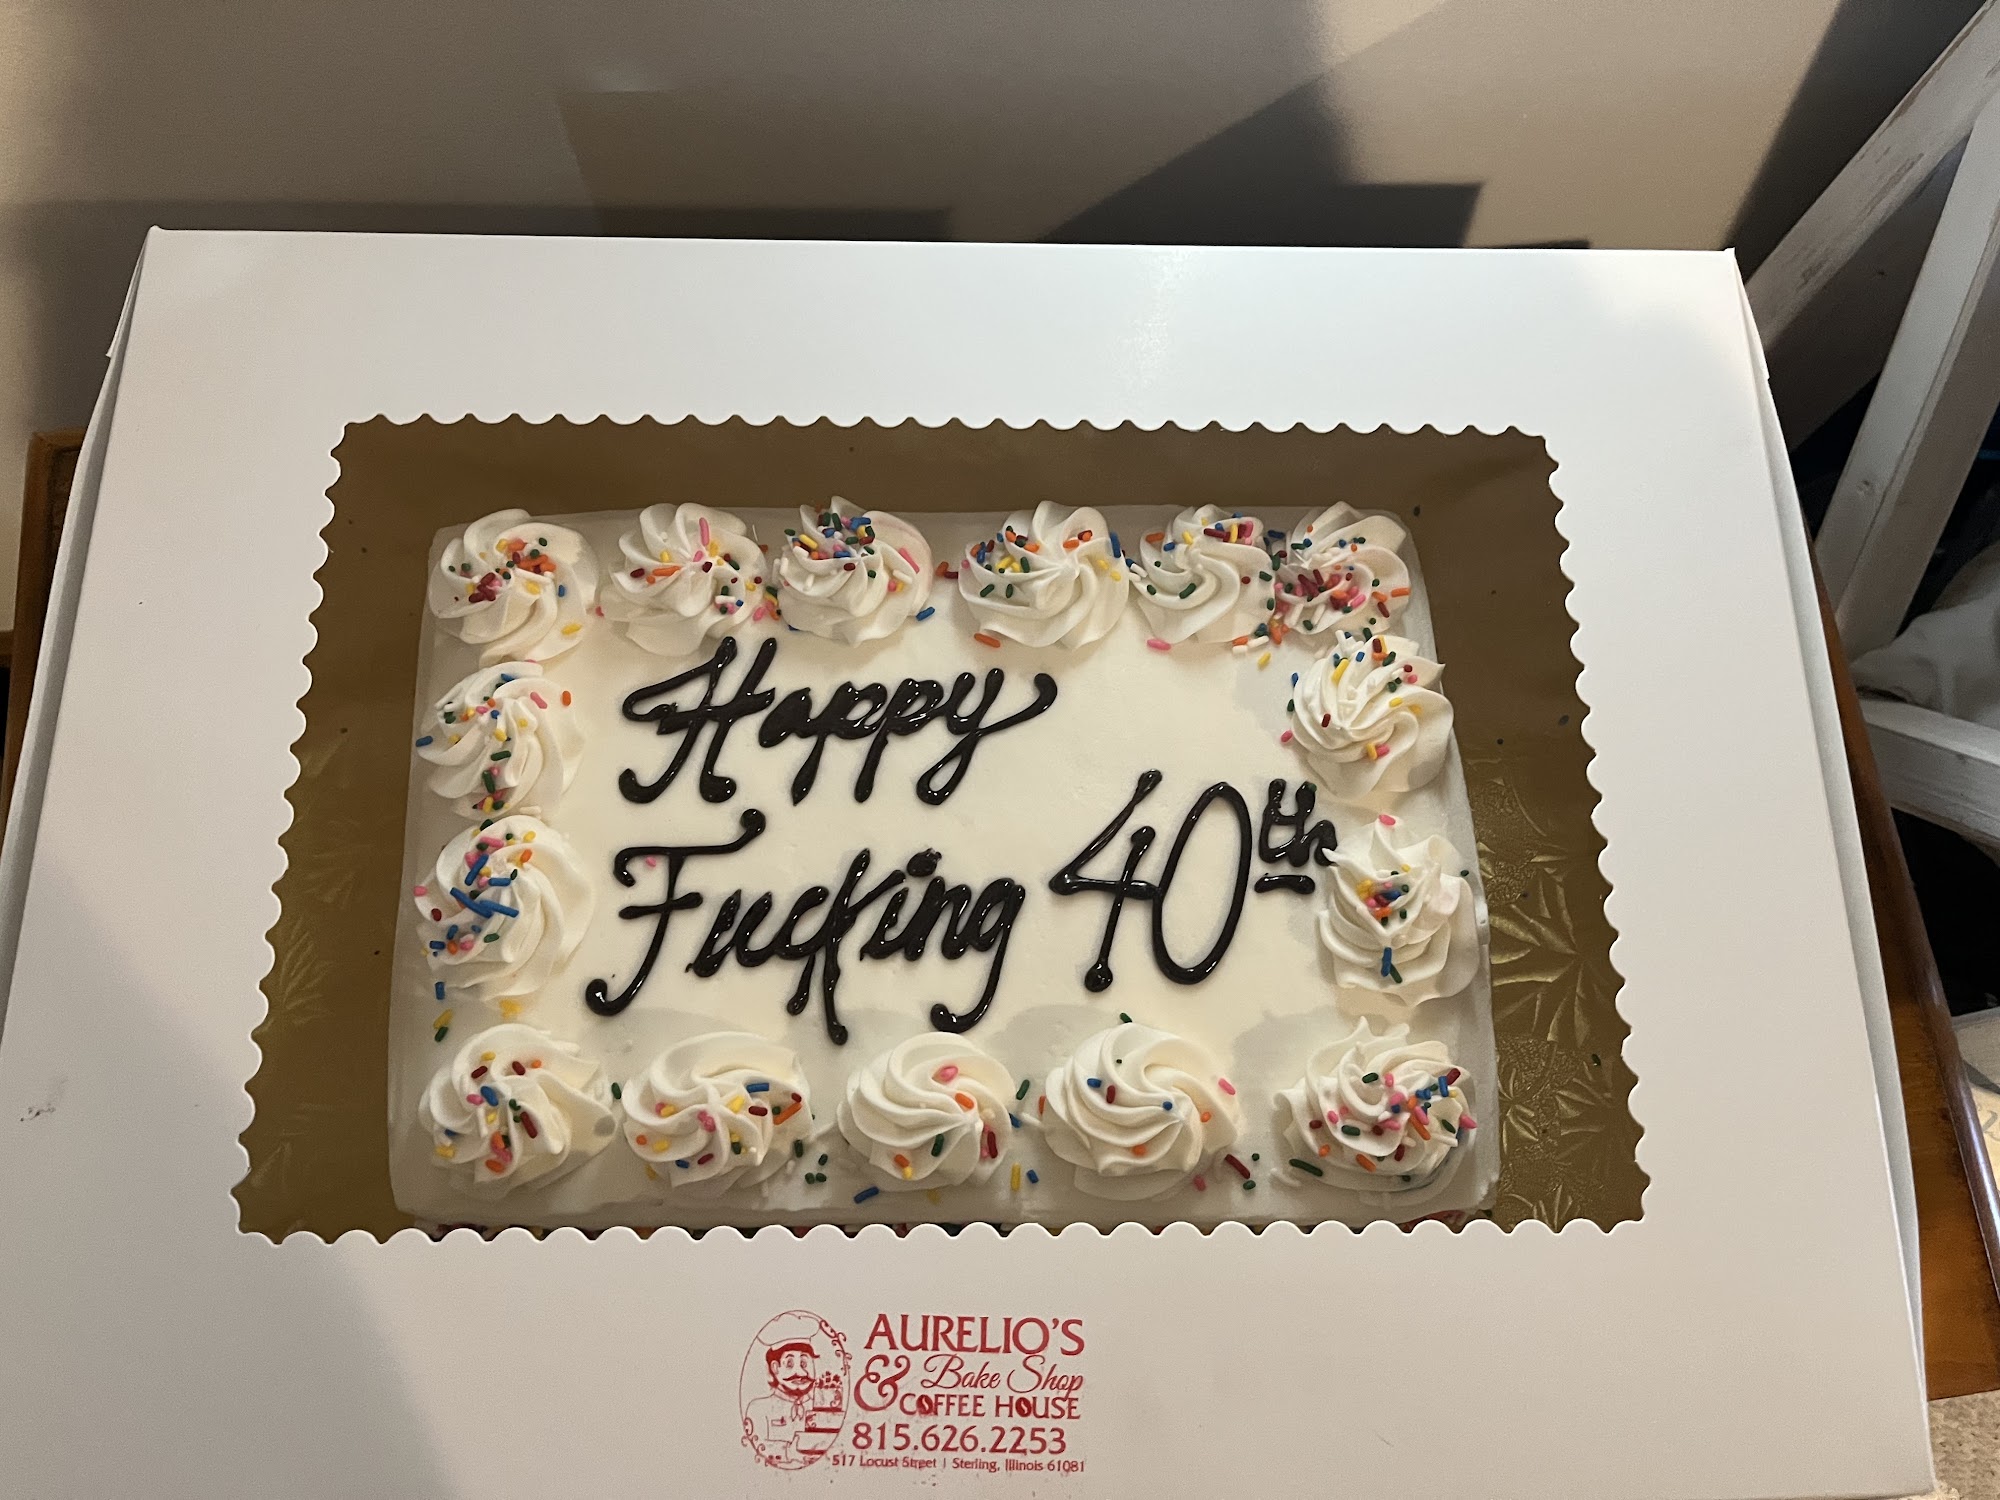 Happy
Fucking 40th
AURELIO'S
& Bake Shop
COFFEE HOUSE
815.626.2253
517 Locust Street | Sterling, Illinois 61081